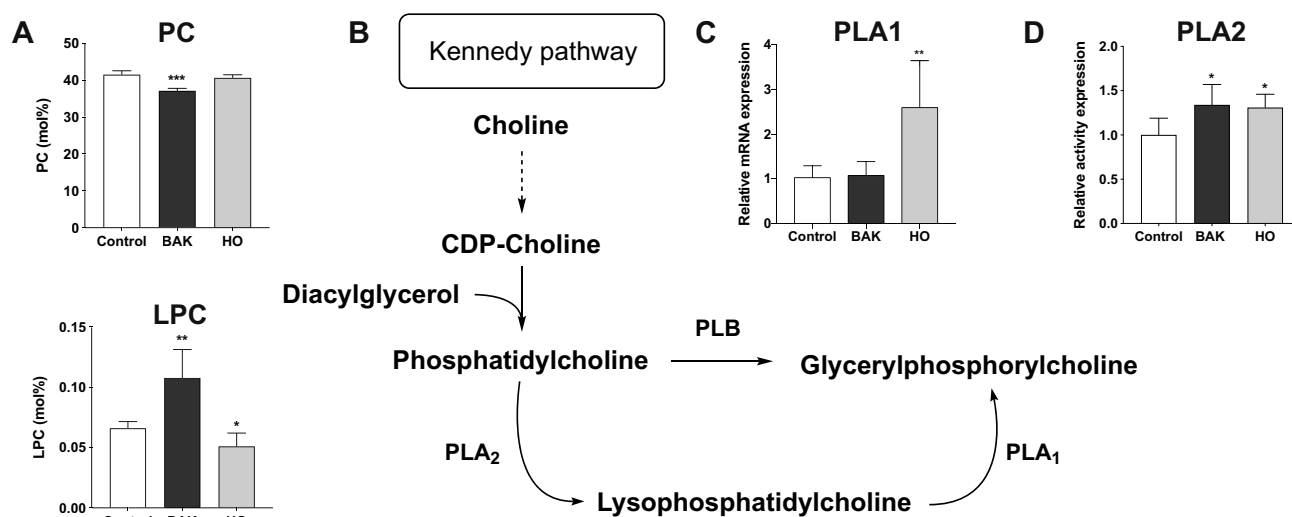 A
PC
PC (mol%)
50
40
30
20
10
0
***
Control BAK HO
LPC
LPC (mol%)
0.15
0.10
0.05
0.00
**
*
Control BAK HO
B
Kennedy pathway
Choline
CDP-Choline
Diacylglycerol
Phosphatidylcholine
PLB
Glycerylphosphorylcholine
PLA2
PLA1
Lysophosphatidylcholine
C
PLA1
Relative mRNA expression
4
3
2
1
0
**
Control BAK HO
D
PLA2
Relative activity expression
2.0
1.5
1.0
0.5
0.0
* *
Control BAK HO